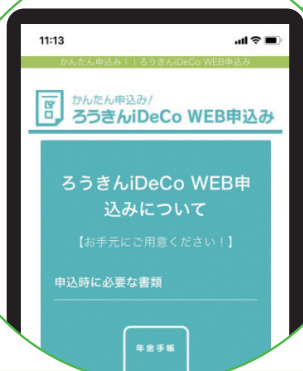 11:13
かんたん申込み！｜ろうきんiDeCo WEB申込み
かんたん申込み/
ろうきんiDeCo WEB申込み
ろうきんiDeCo WEB申
込みについて
【お手元にご用意ください！】
申込時に必要な書類
年金手帳